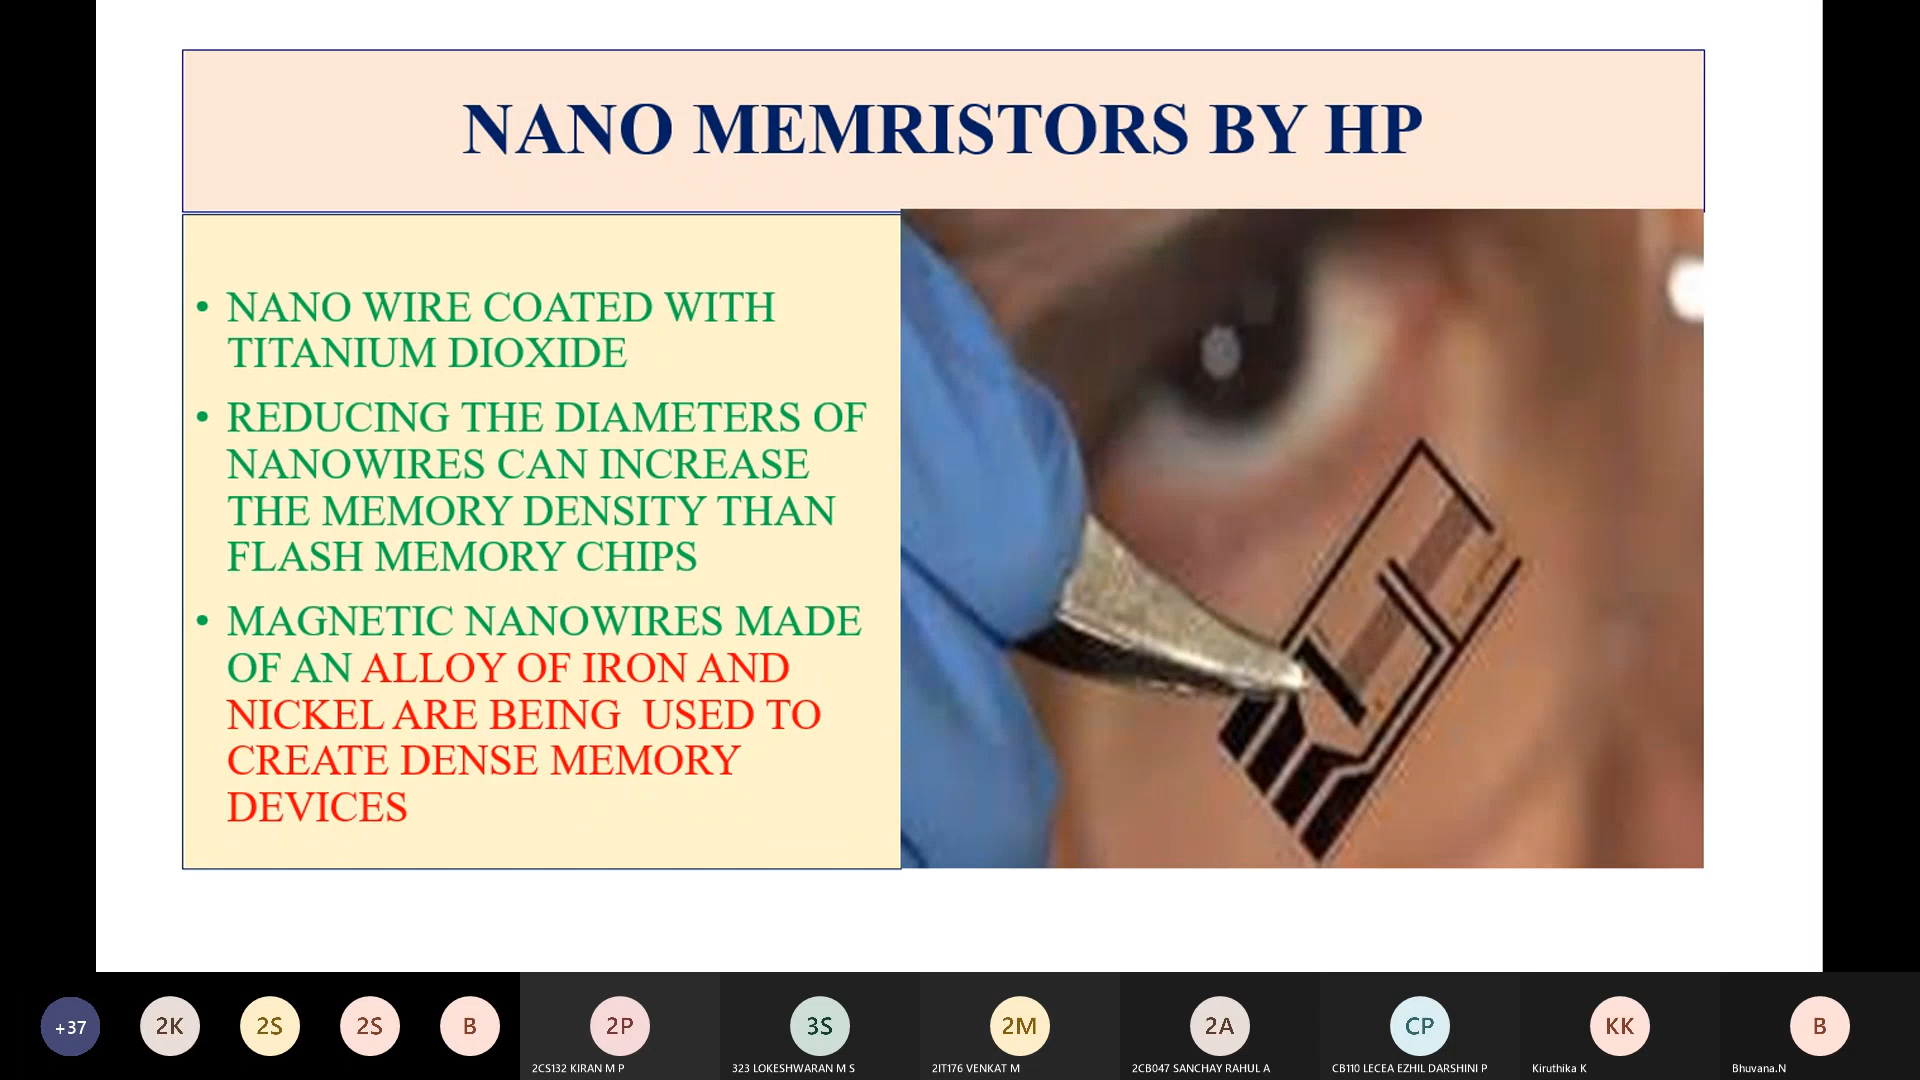 NANO MEMRISTORS BY HP
• NANO WIRE COATED WITH
TITANIUM DIOXIDE
• REDUCING THE DIAMETERS OF
NANOWIRES CAN INCREASE
THE MEMORY DENSITY THAN
FLASH MEMORY CHIPS
• MAGNETIC NANOWIRES MADE
OF AN ALLOY OF IRON AND
NICKEL ARE BEING USED TO
CREATE DENSE MEMORY
DEVICES
+37 2K 2S 2S B 2P 3S 2M 2A CP KK B
2CS132 KIRAN M P 323 LOKESHWARAN M S 2IT176 VENKAT M 2CB047 SANCHAY RAHUL A CB110 LECEA EZHIL DARSHINI P Kiruthika K Bhuvana.N